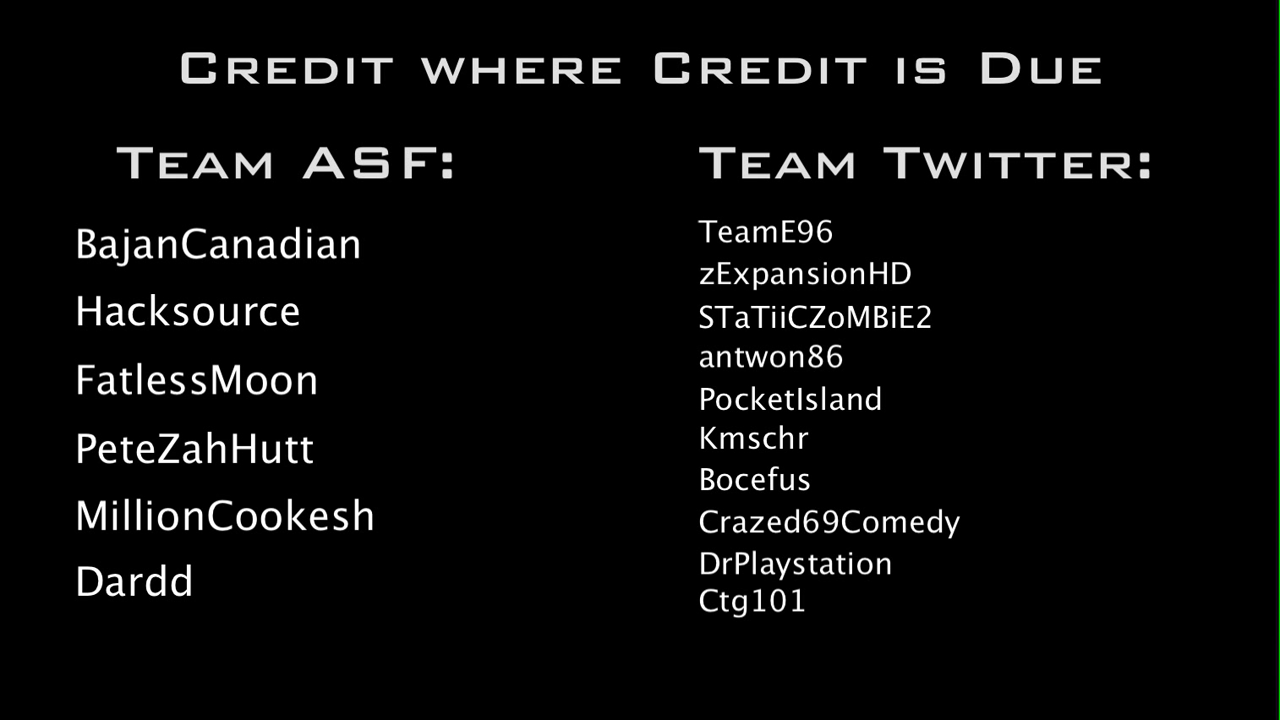 Credit where Credit is Due
Team ASF:
BajanCanadian
Hacksource
FatlessMoon
PeteZahHutt
MillionCookesh
Dardd
Team Twitter:
TeamE96
zExpansionHD
STaTiiCZoMBiE2
antwon86
PocketIsland
Kmschr
Bocefus
Crazed69Comedy
DrPlaystation
Ctg101